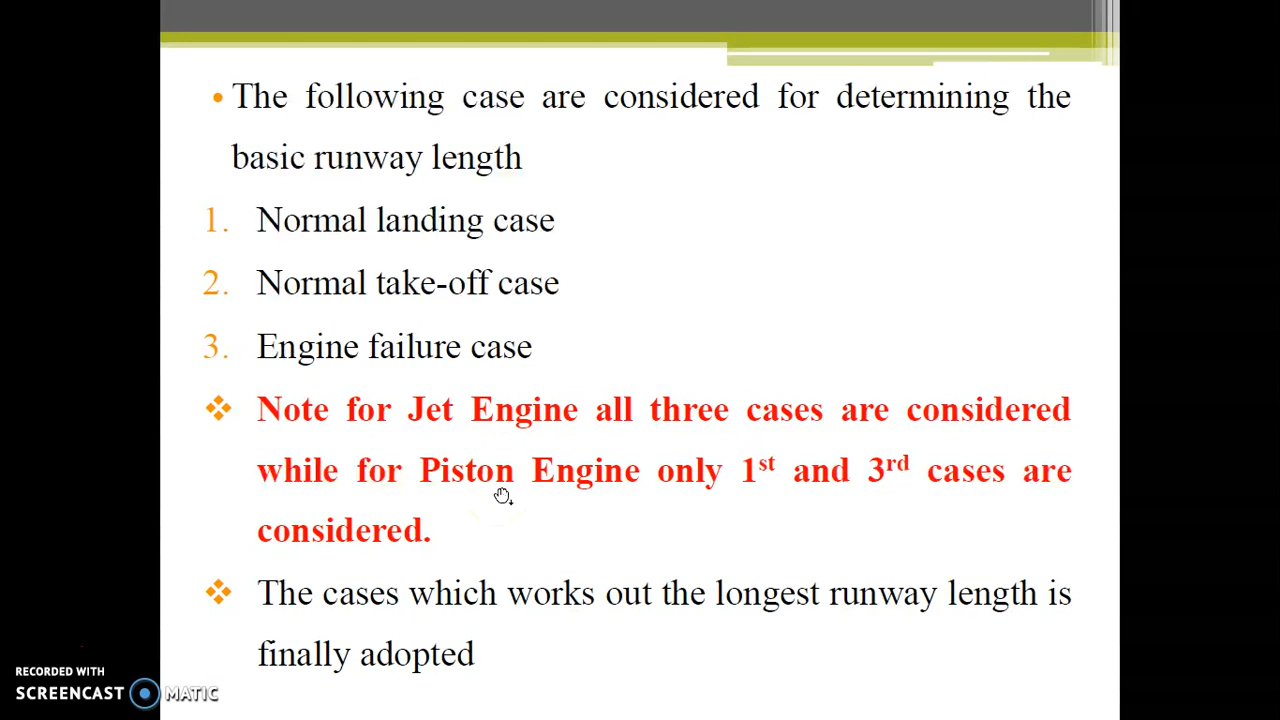 • The following case are considered for determining the
basic runway length
1. Normal landing case
2. Normal take-off case
3. Engine failure case
❖ Note for Jet Engine all three cases are considered
while for Piston Engine only 1st and 3rd cases are
considered.
❖ The cases which works out the longest runway length is
finally adopted
RECORDED WITH
SCREENCAST MATIC